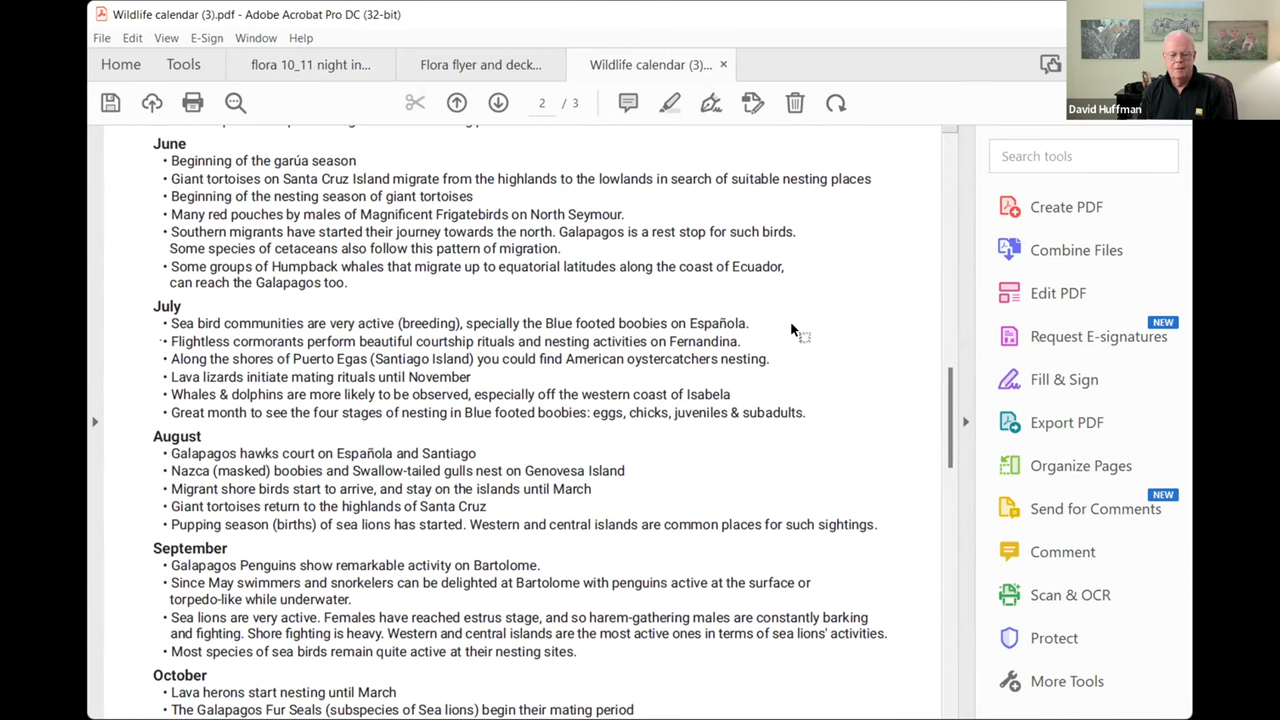 Wildlife calendar (3).pdf - Adobe Acrobat Pro DC (32-bit)
File Edit View E-Sign Window Help
Home Tools flora 10_11 night in... Flora flyer and deck... Wildlife calendar (3)... ×
2 / 3
David Huffman
June
• Beginning of the garúa season
• Giant tortoises on Santa Cruz Island migrate from the highlands to the lowlands in search of suitable nesting places
• Beginning of the nesting season of giant tortoises
• Many red pouches by males of Magnificent Frigatebirds on North Seymour.
• Southern migrants have started their journey towards the north. Galapagos is a rest stop for such birds.
Some species of cetaceans also follow this pattern of migration.
• Some groups of Humpback whales that migrate up to equatorial latitudes along the coast of Ecuador,
can reach the Galapagos too.
July
• Sea bird communities are very active (breeding), specially the Blue footed boobies on Española.
• Flightless cormorants perform beautiful courtship rituals and nesting activities on Fernandina.
• Along the shores of Puerto Egas (Santiago Island) you could find American oystercatchers nesting.
• Lava lizards initiate mating rituals until November
• Whales & dolphins are more likely to be observed, especially off the western coast of Isabela
• Great month to see the four stages of nesting in Blue footed boobies: eggs, chicks, juveniles & subadults.
August
• Galapagos hawks court on Española and Santiago
• Nazca (masked) boobies and Swallow-tailed gulls nest on Genovesa Island
• Migrant shore birds start to arrive, and stay on the islands until March
• Giant tortoises return to the highlands of Santa Cruz
• Pupping season (births) of sea lions has started. Western and central islands are common places for such sightings.
September
• Galapagos Penguins show remarkable activity on Bartolome.
• Since May swimmers and snorkelers can be delighted at Bartolome with penguins active at the surface or
torpedo-like while underwater.
• Sea lions are very active. Females have reached estrus stage, and so harem-gathering males are constantly barking
and fighting. Shore fighting is heavy. Western and central islands are the most active ones in terms of sea lions' activities.
• Most species of sea birds remain quite active at their nesting sites.
October
• Lava herons start nesting until March
• The Galapagos Fur Seals (subspecies of Sea lions) begin their mating period
Search tools
Create PDF
Combine Files
Edit PDF
NEW
Request E-signatures
Fill & Sign
Export PDF
Organize Pages
NEW
Send for Comments
Comment
Scan & OCR
Protect
More Tools